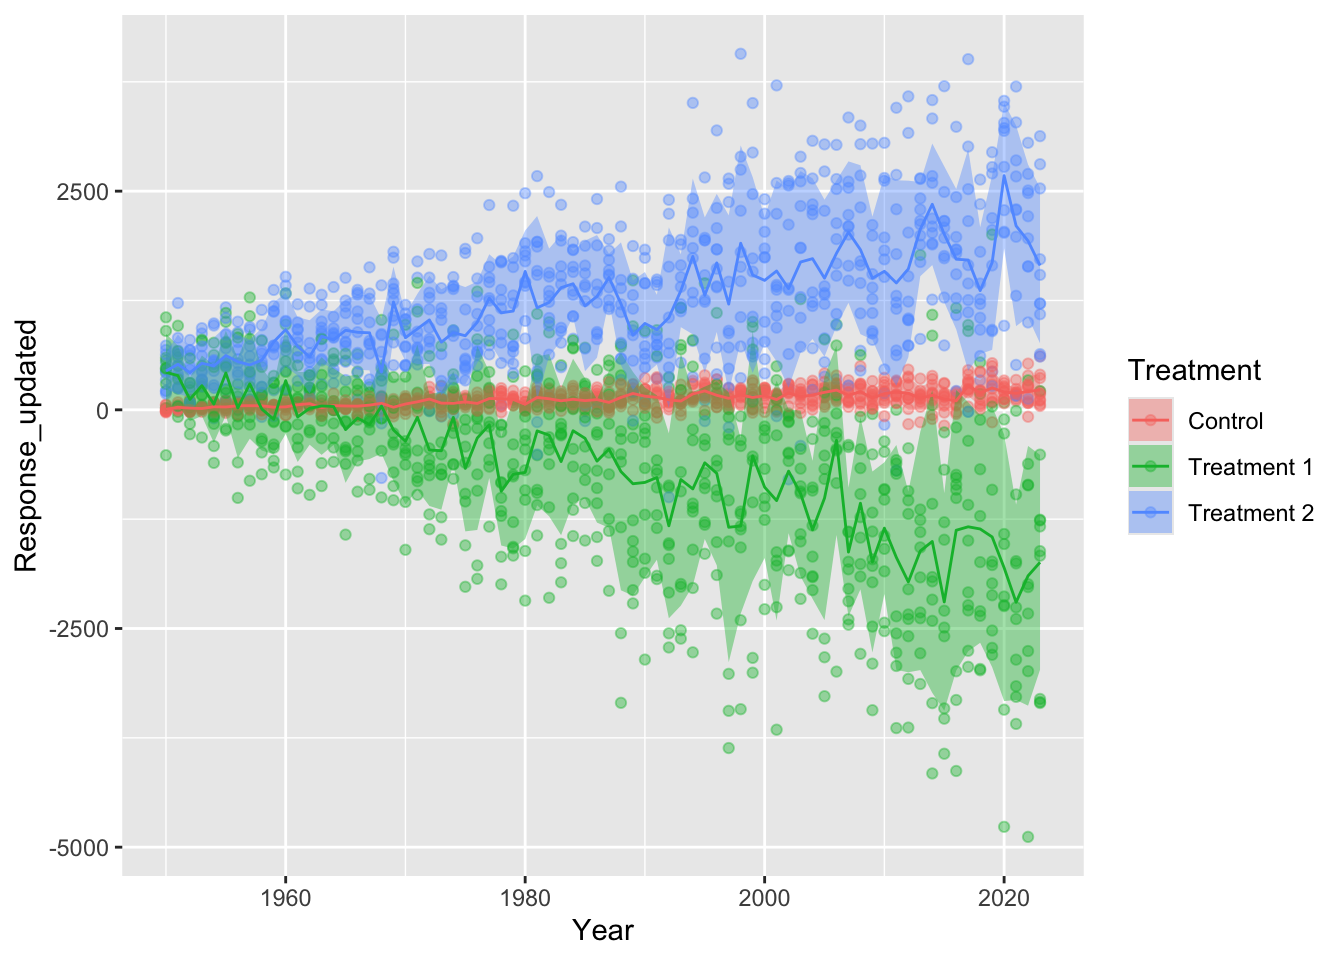 Response_updated
2500
0
-2500
-5000
1960
1980
2000
2020
Year
Treatment
Control
Treatment 1
Treatment 2